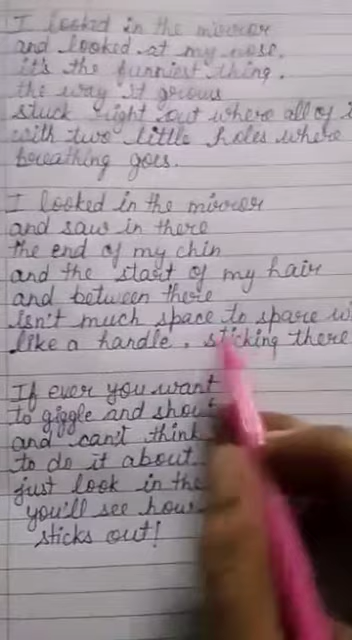 I looked in the mirror
and looked at my nose.
it's the funniest thing.
the way it grows
stuck right out where all of i
with two little holes where
breathing goes.
I looked in the mirror
and saw in there
the end of my chin
and the start of my hair
and between there
isn't much space to spare w
like a handle, sticking there
If ever you want
to giggle and shout
and can't think
to do it about
just look in the
you'll see how
sticks out!